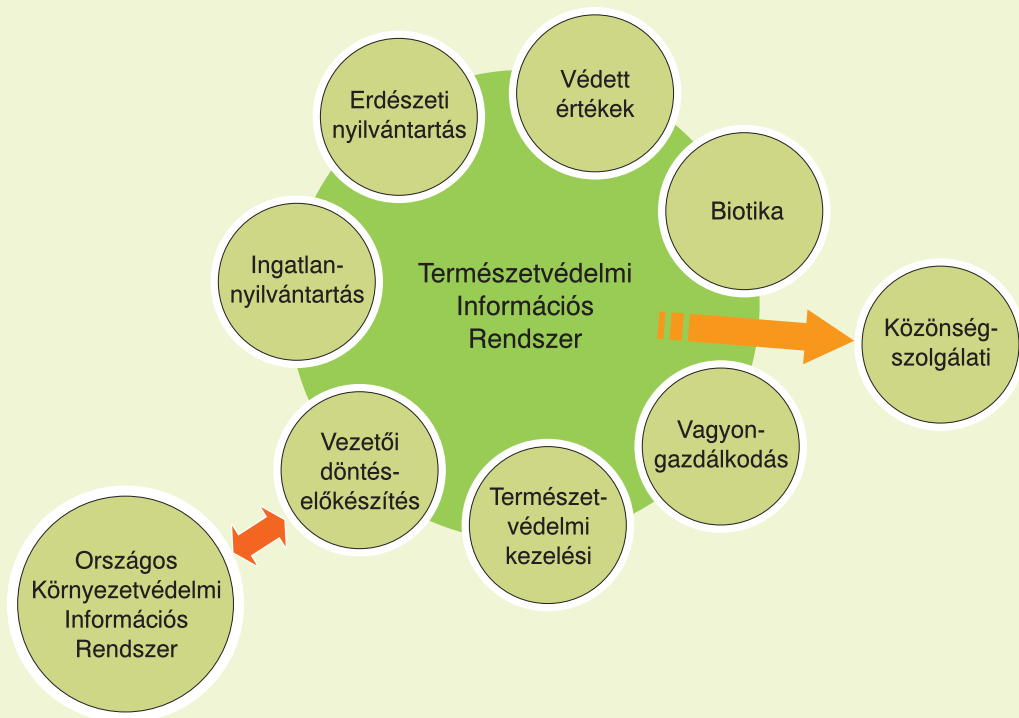 Védett
értékek
Erdészeti
nyilvántartás
Biotika
Ingatlan-
nyilvántartás
Természetvédelmi
Információs
Rendszer
Közönség-
szolgálati
Vezetői
döntés-
előkészítés
Vagyon-
gazdálkodás
Természet-
védelmi
kezelési
Országos
Környezetvédelmi
Információs
Rendszer